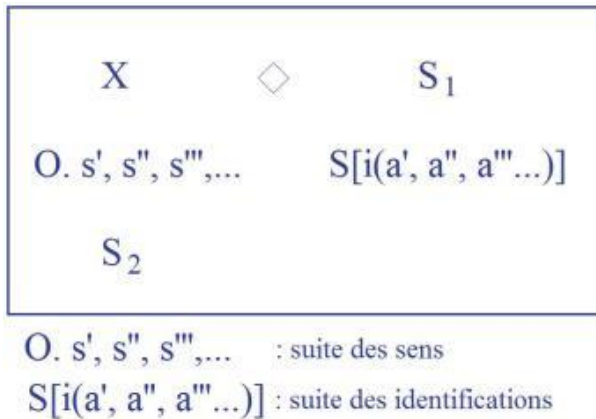 X ◇ S₁
O. s', s'', s''',... S[i(a', a'', a'''...)]
S₂
O. s', s'', s''',... : suite des sens
S[i(a', a'', a'''...)] : suite des identifications